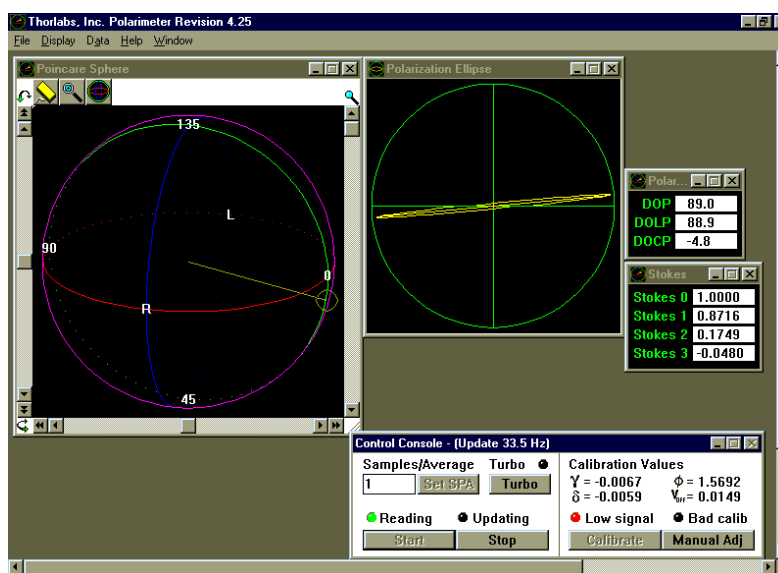 Thorlabs, Inc. Polarimeter Revision 4.25
File Display Data Help Window
Poincare Sphere
135
L
90
0
R
45
Polarization Ellipse
Polar...
DOP 89.0
DOLP 88.9
DOCP -4.8
Stokes
Stokes 0 1.0000
Stokes 1 0.8716
Stokes 2 0.1749
Stokes 3 -0.0480
Control Console - (Update 33.5 Hz)
Samples/Average Turbo
1 Set SPA Turbo
Reading Updating
Start Stop
Calibration Values
γ = -0.0067 ϕ = 1.5692
δ = -0.0059 VOFF = 0.0149
Low signal Bad calib
Calibrate Manual Adj